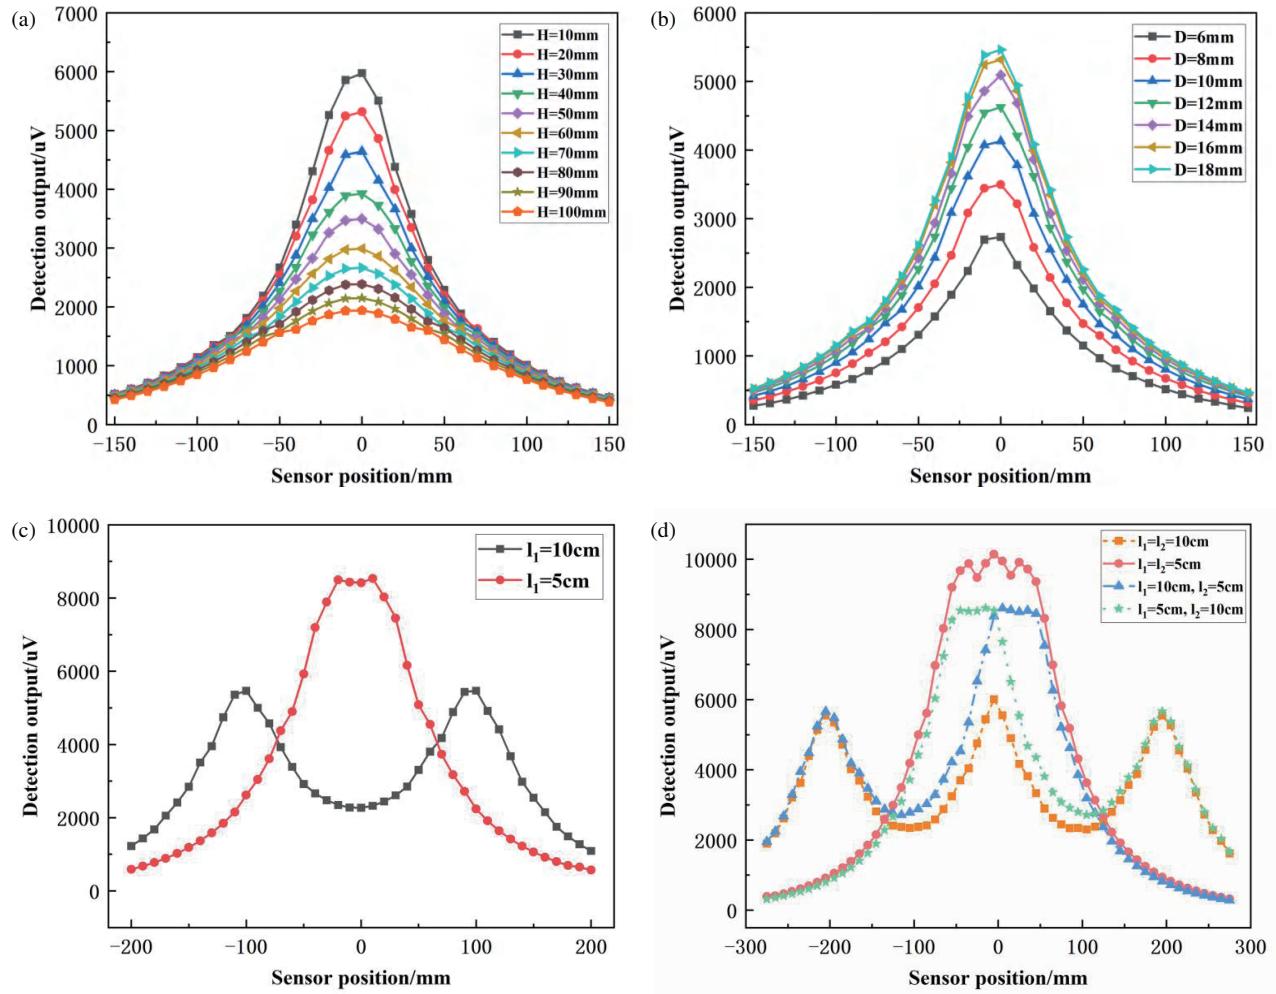 (a)
7000
6000
5000
4000
3000
2000
1000
0
−150
−100
−50
0
50
100
150
Detection output/uV
Sensor position/mm
H=10mm
H=20mm
H=30mm
H=40mm
H=50mm
H=60mm
H=70mm
H=80mm
H=90mm
H=100mm
(b)
6000
5000
4000
3000
2000
1000
0
−150
−100
−50
0
50
100
150
Detection output/uV
Sensor position/mm
D=6mm
D=8mm
D=10mm
D=12mm
D=14mm
D=16mm
D=18mm
(c)
10000
8000
6000
4000
2000
0
−200
−100
0
100
200
Detection output/uV
Sensor position/mm
l₁=10cm
l₁=5cm
(d)
10000
8000
6000
4000
2000
0
−300
−200
−100
0
100
200
300
Detection output/uV
Sensor position/mm
l₁=l₂=10cm
l₁=l₂=5cm
l₁=10cm, l₂=5cm
l₁=5cm, l₂=10cm